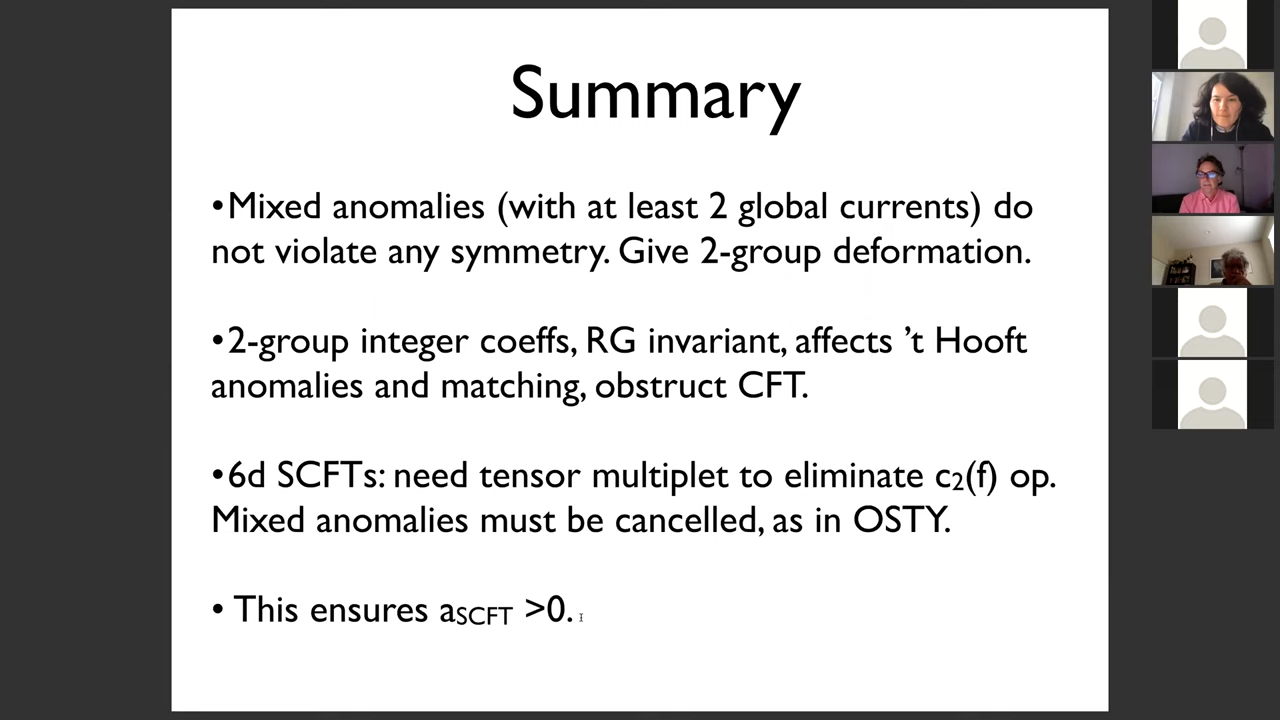 Summary
•Mixed anomalies (with at least 2 global currents) do
not violate any symmetry. Give 2-group deformation.
•2-group integer coeffs, RG invariant, affects ’t Hooft
anomalies and matching, obstruct CFT.
•6d SCFTs: need tensor multiplet to eliminate c₂(f) op.
Mixed anomalies must be cancelled, as in OSTY.
• This ensures aSCFT >0.